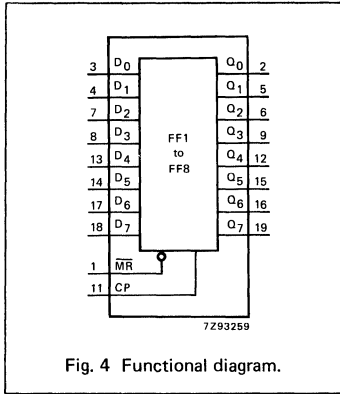 3 D0 Q0 2
4 D1 Q1 5
7 D2 Q2 6
8 D3 FF1 Q3 9
13 D4 to Q4 12
14 D5 FF8 Q5 15
17 D6 Q6 16
18 D7 Q7 19
1 M̅R̅
11 CP
7Z93259
Fig. 4 Functional diagram.